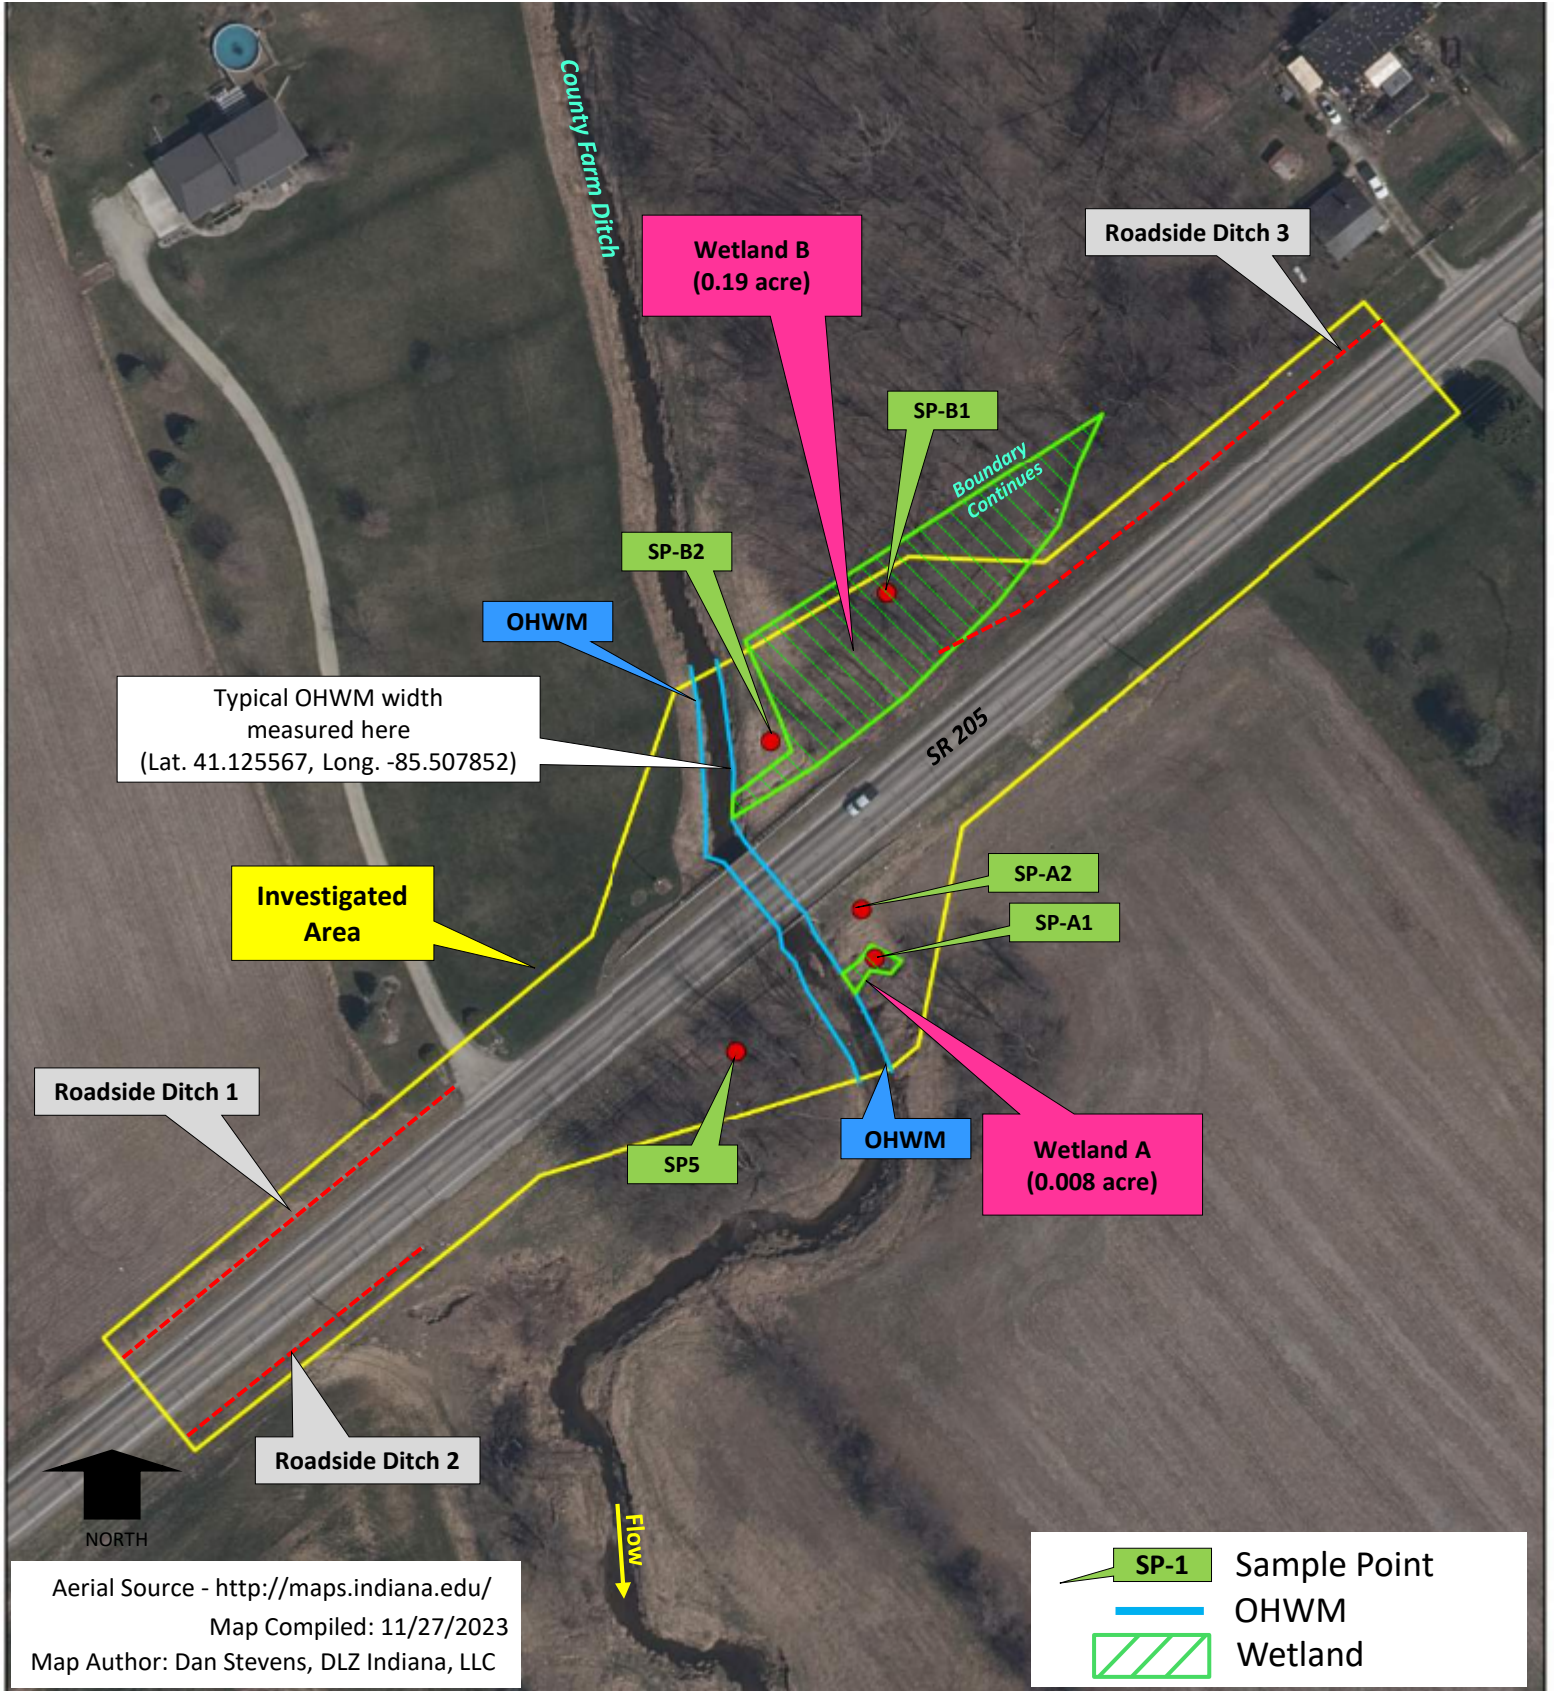 County Farm Ditch
Wetland B
(0.19 acre)
Roadside Ditch 3
SP-B1
Boundary
Continues
SP-B2
OHWM
Typical OHWM width
measured here
(Lat. 41.125567, Long. -85.507852)
SR 205
SP-A2
Investigated
Area
SP-A1
Roadside Ditch 1
OHWM
Wetland A
(0.008 acre)
SP5
Roadside Ditch 2
Flow
NORTH
Aerial Source - http://maps.indiana.edu/
Map Compiled: 11/27/2023
Map Author: Dan Stevens, DLZ Indiana, LLC
SP-1 Sample Point
OHWM
Wetland